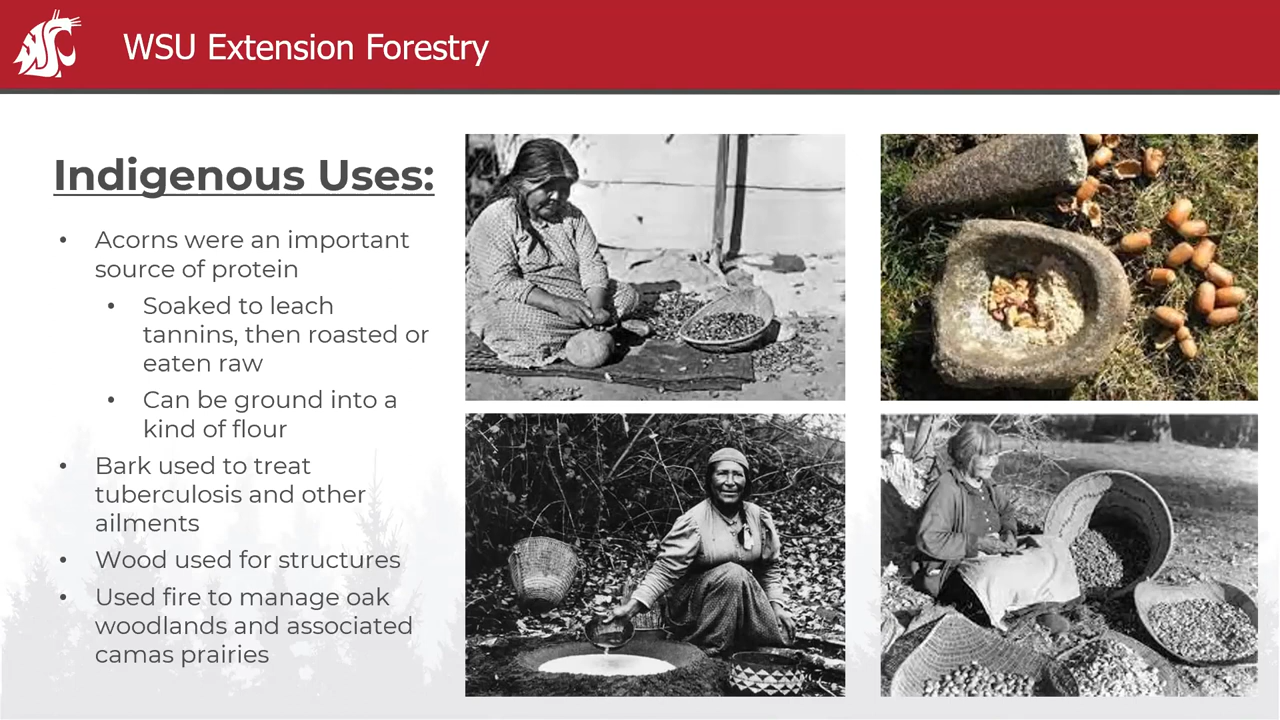 WSU Extension Forestry
Indigenous Uses:
• Acorns were an important
source of protein
• Soaked to leach
tannins, then roasted or
eaten raw
• Can be ground into a
kind of flour
• Bark used to treat
tuberculosis and other
ailments
• Wood used for structures
• Used fire to manage oak
woodlands and associated
camas prairies